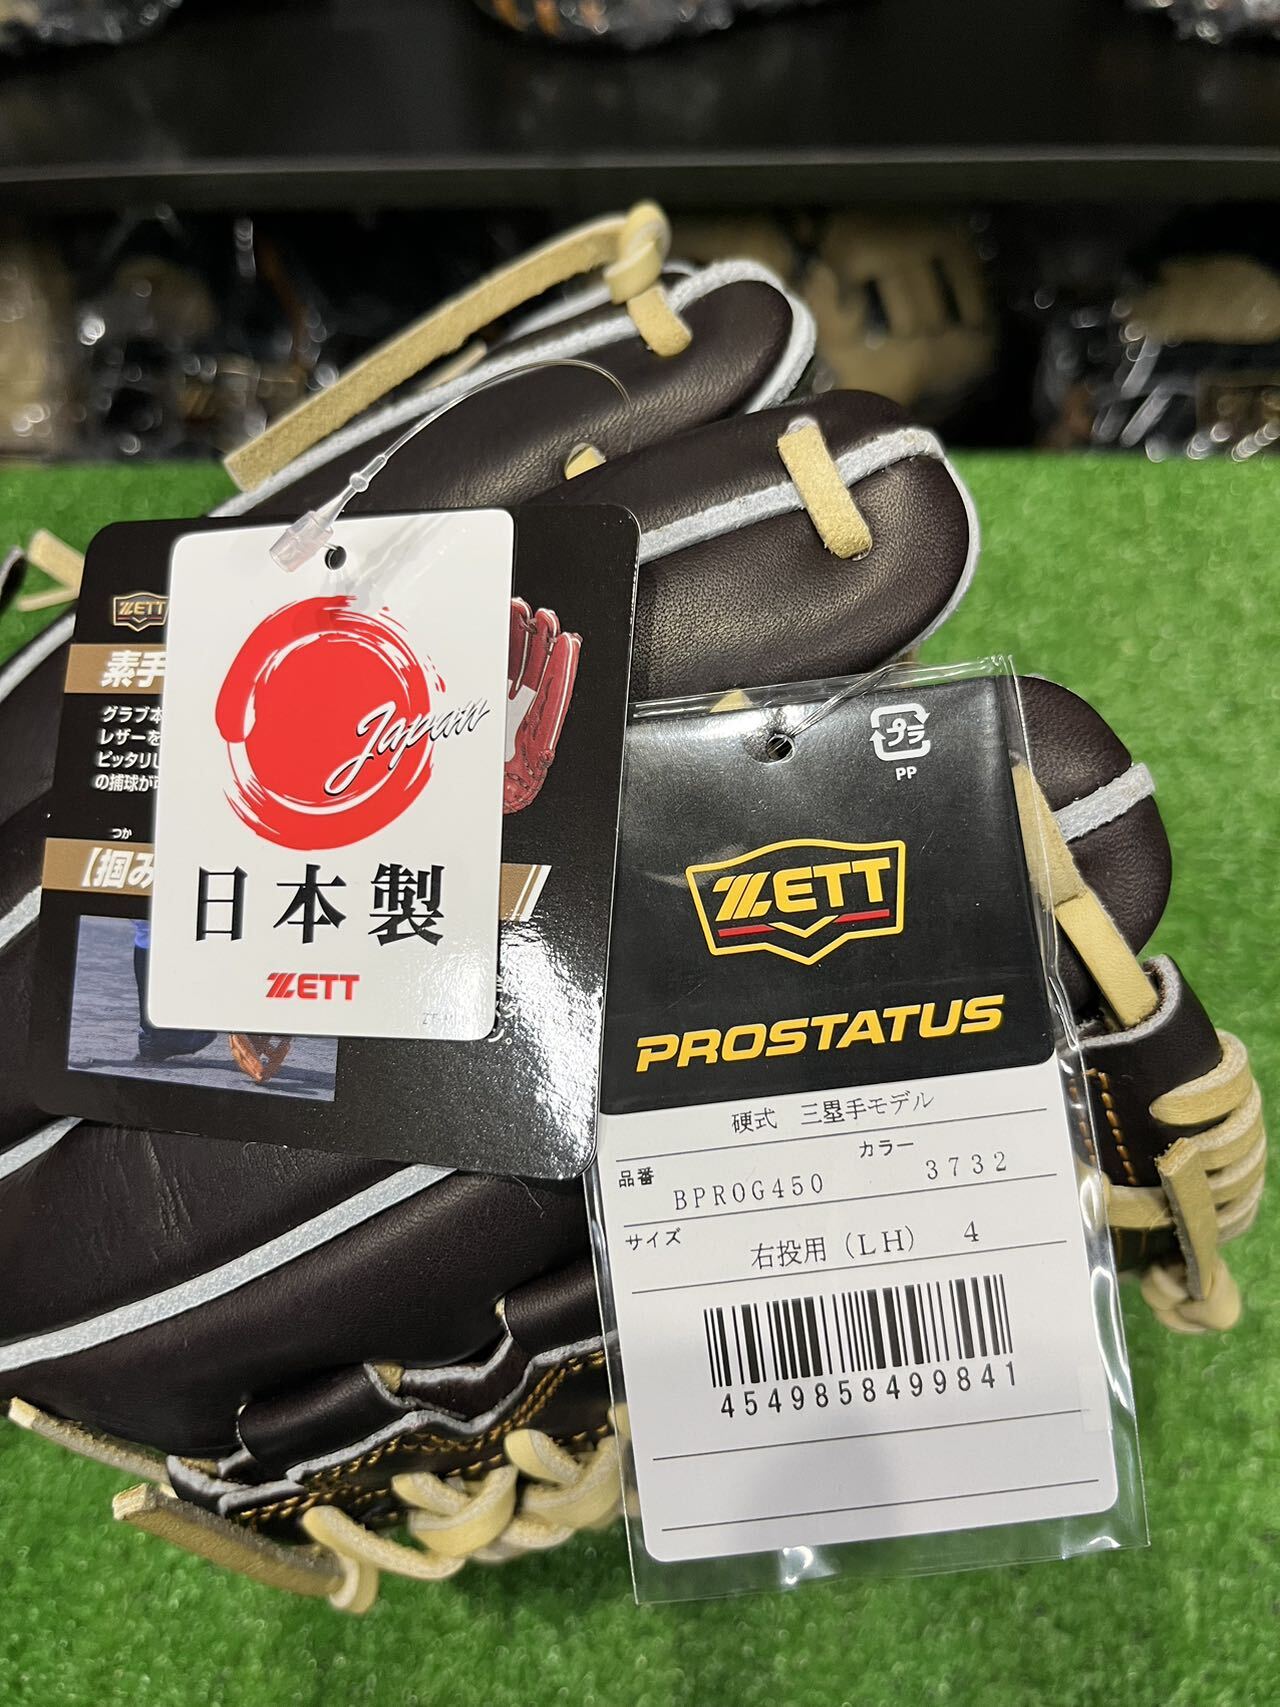 ZETT
素手
グラブ本
レザーを
ピッタリ
の捕球が
つか
【掴み
Japan
日本製
ZETT
プラ
PP
ZETT
PROSTATUS
硬式 三塁手モデル
品番 BPROG450 カラー 3732
サイズ 右投用(LH) 4
4549858499841